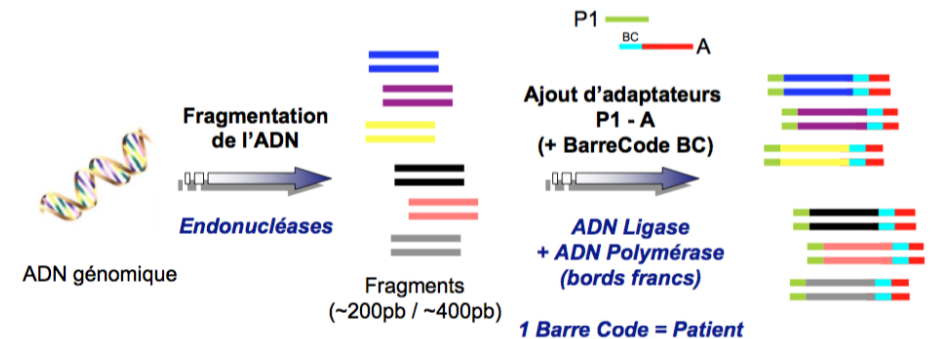 ADN génomique
Fragmentation
de l'ADN
Endonucléases
Fragments
(~200pb / ~400pb)
P1
BC
A
Ajout d'adaptateurs
P1 - A
(+ BarreCode BC)
ADN Ligase
+ ADN Polymérase
(bords francs)
1 Barre Code = Patient